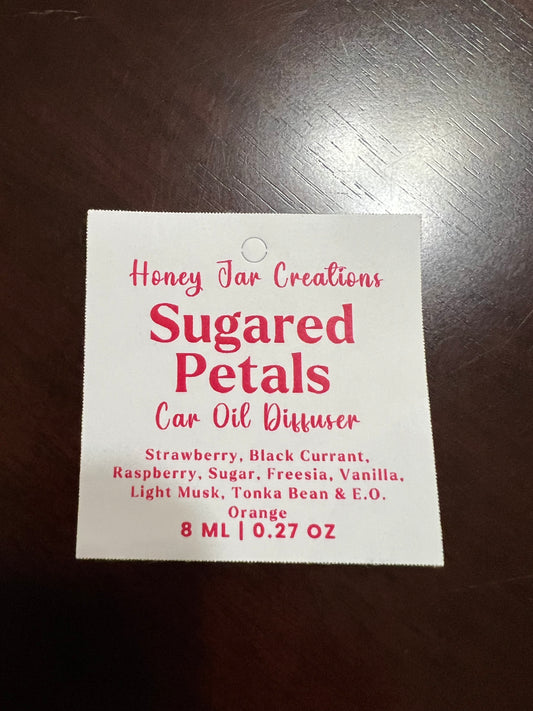 Honey Jar Creations
Sugared
Petals
Car Oil Diffuser
Strawberry, Black Currant,
Raspberry, Sugar, Freesia, Vanilla,
Light Musk, Tonka Bean & E.O.
Orange
8 ML | 0.27 OZ